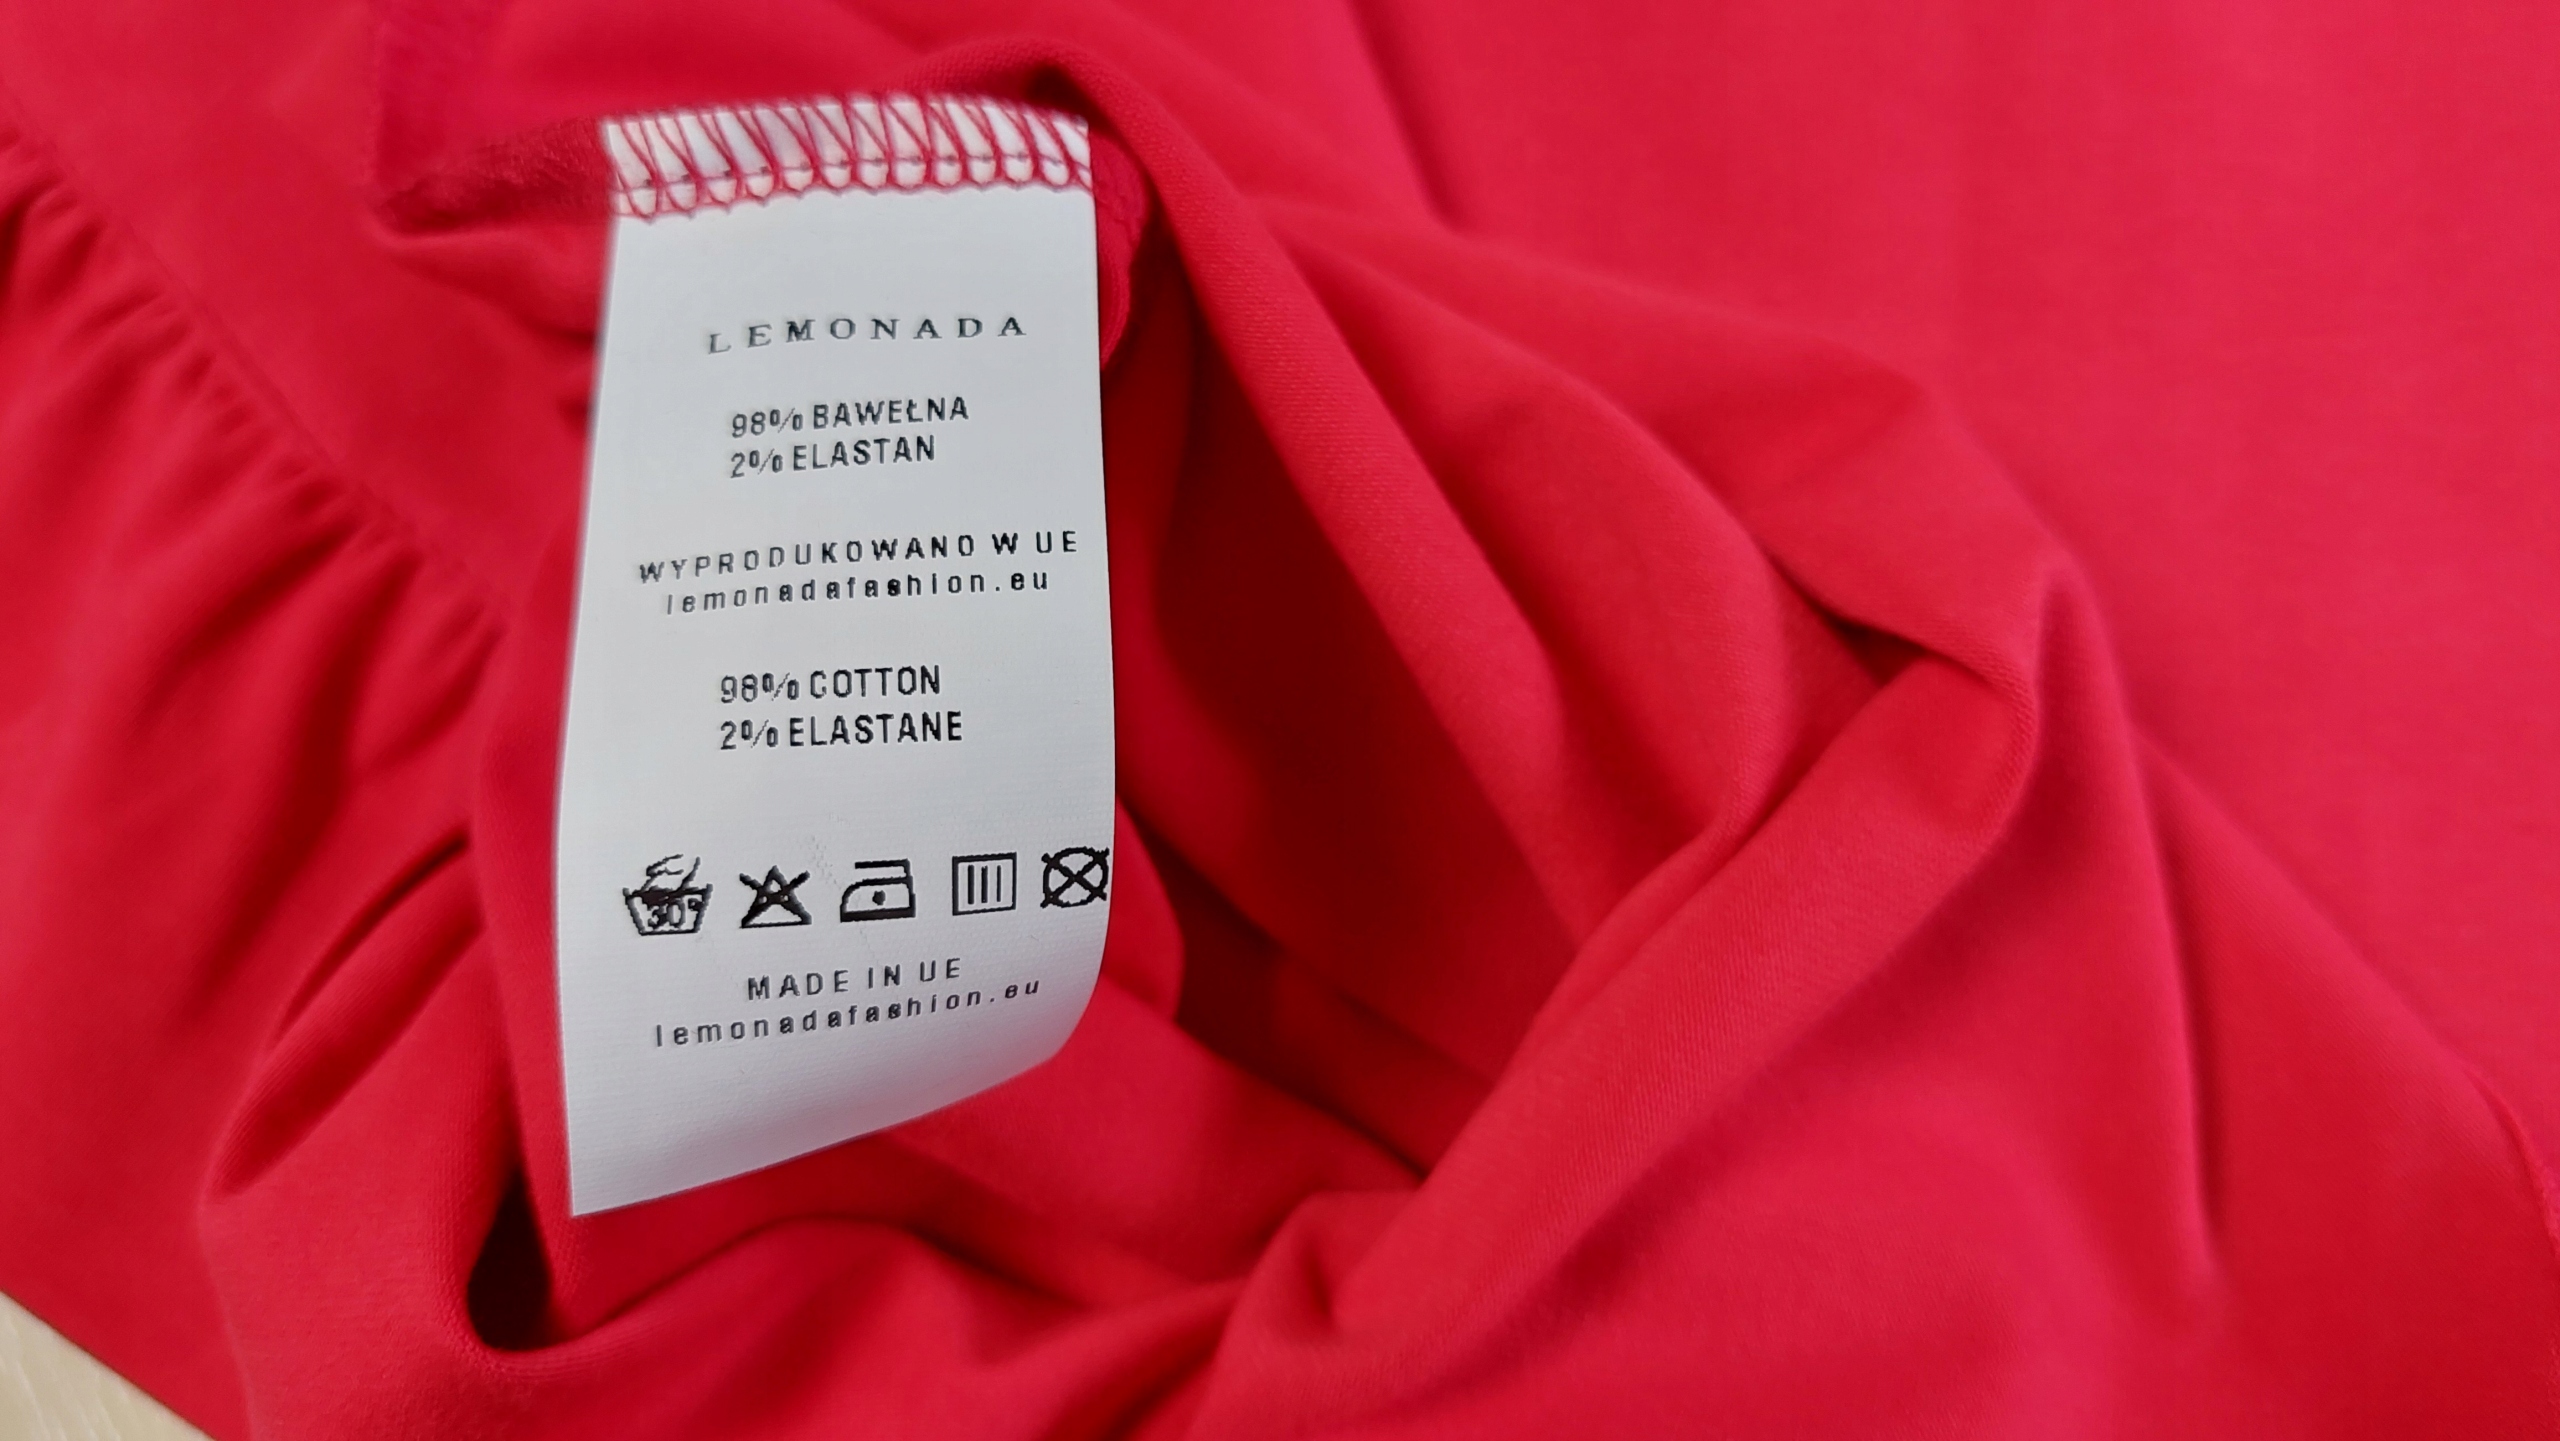 LEMONADA
98% BAWEŁNA
2% ELASTAN
WYPRODUKOWANO W UE
lemonadafashion.eu
98% COTTON
2% ELASTANE
30°
MADE IN UE
lemonadafashion.eu